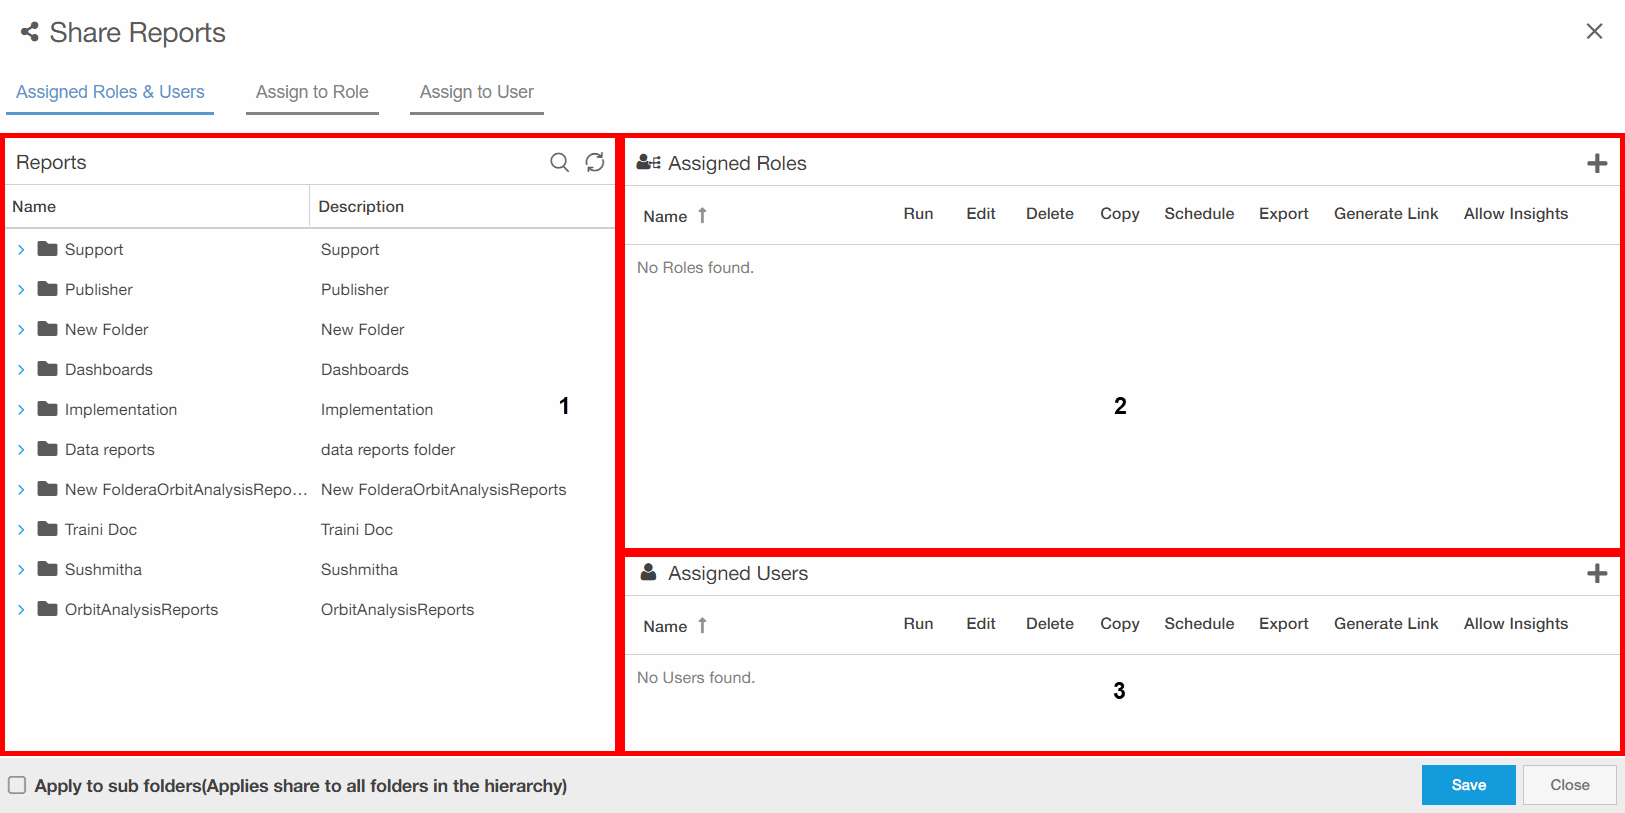 Share Reports
Assigned Roles & Users Assign to Role Assign to User
Reports
Name Description
Support Support
Publisher Publisher
New Folder New Folder
Dashboards Dashboards
Implementation Implementation
Data reports data reports folder
New FolderaOrbitAnalysisRepo... New FolderaOrbitAnalysisReports
Traini Doc Traini Doc
Sushmitha Sushmitha
OrbitAnalysisReports OrbitAnalysisReports
1
Assigned Roles
Name Run Edit Delete Copy Schedule Export Generate Link Allow Insights
No Roles found.
2
Assigned Users
Name Run Edit Delete Copy Schedule Export Generate Link Allow Insights
No Users found.
3
Apply to sub folders(Applies share to all folders in the hierarchy)
Save Close